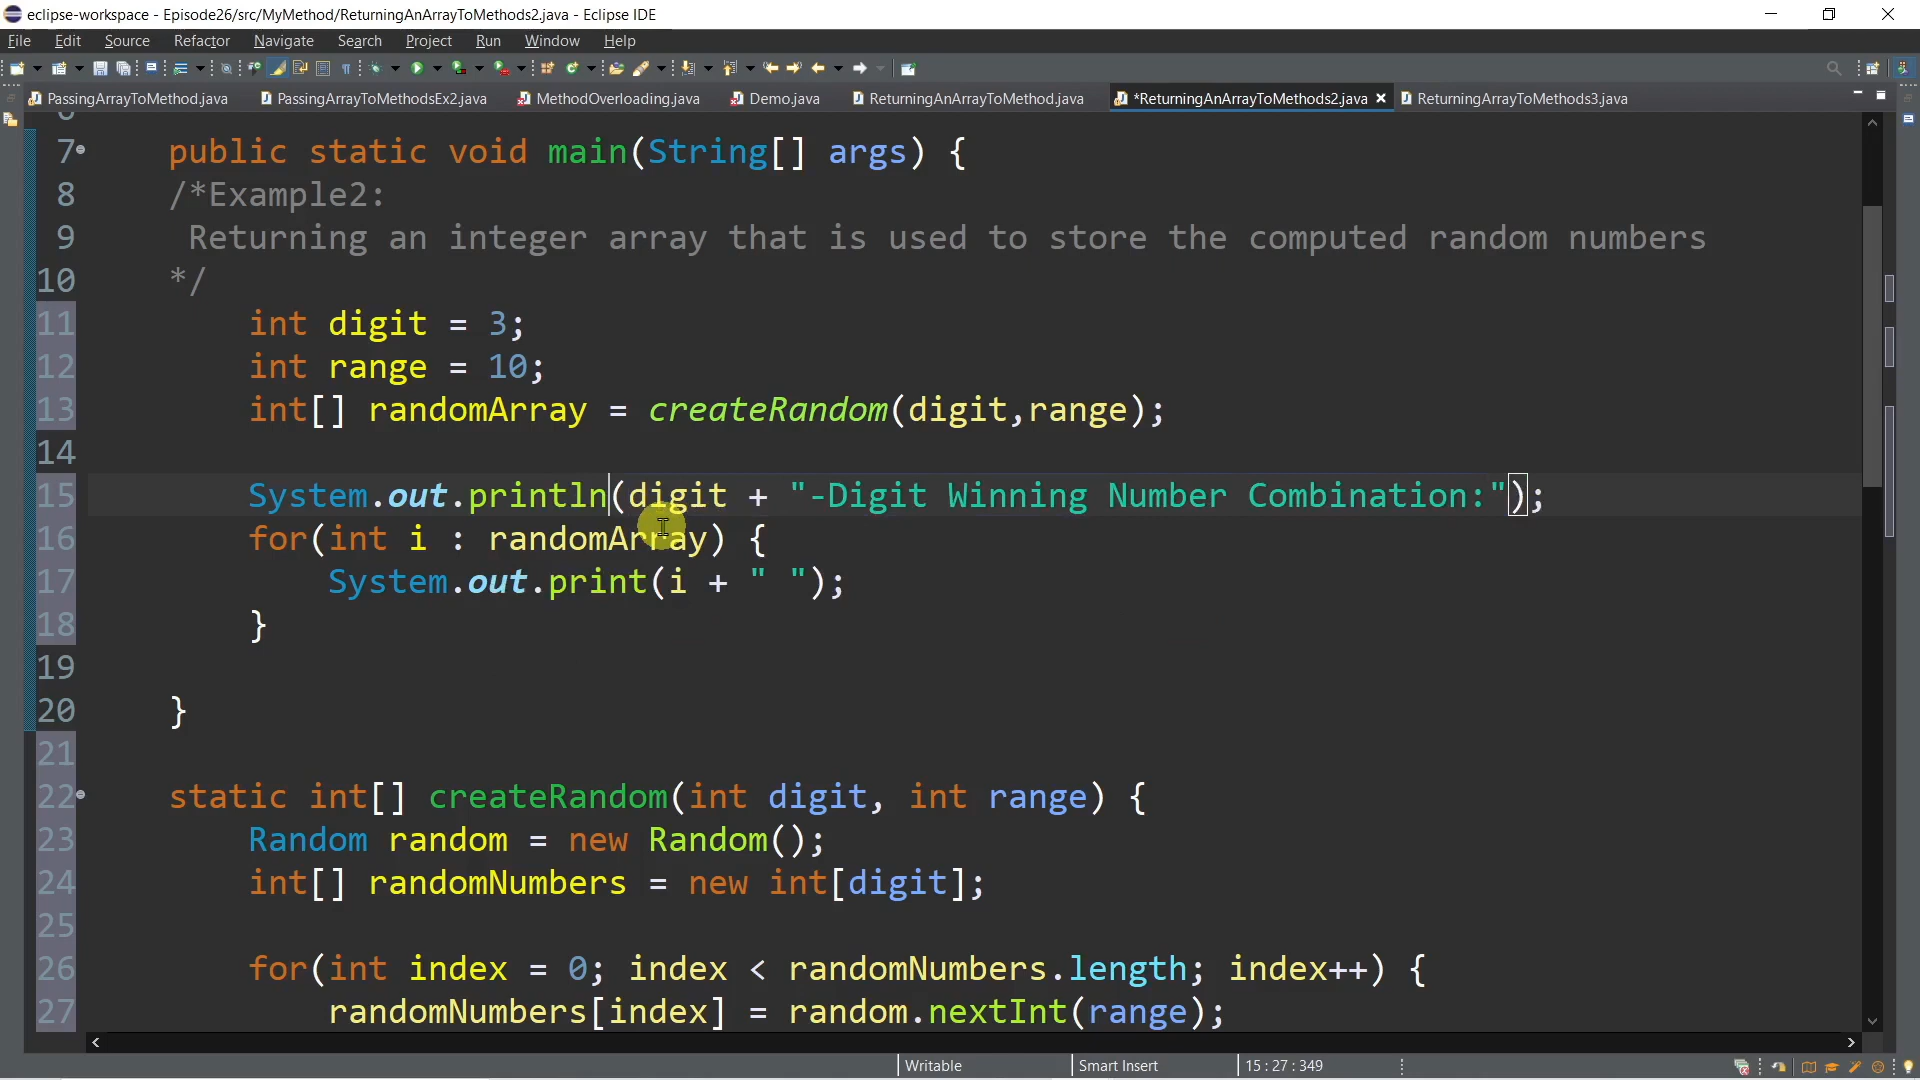 eclipse-workspace - Episode26/src/MyMethod/ReturningAnArrayToMethods2.java - Eclipse IDE
File Edit Source Refactor Navigate Search Project Run Window Help
PassingArrayToMethod.java PassingArrayToMethodsEx2.java MethodOverloading.java Demo.java ReturningAnArrayToMethod.java *ReturningAnArrayToMethods2.java ReturningArrayToMethods3.java
7 public static void main(String[] args) {
8 /*Example2:
9 Returning an integer array that is used to store the computed random numbers
10 */
11 int digit = 3;
12 int range = 10;
13 int[] randomArray = createRandom(digit,range);
14
15 System.out.println(digit + "-Digit Winning Number Combination:");
16 for(int i : randomArray) {
17 System.out.print(i + " ");
18 }
19
20 }
21
22 static int[] createRandom(int digit, int range) {
23 Random random = new Random();
24 int[] randomNumbers = new int[digit];
25
26 for(int index = 0; index < randomNumbers.length; index++) {
27 randomNumbers[index] = random.nextInt(range);
Writable Smart Insert 15 : 27 : 349